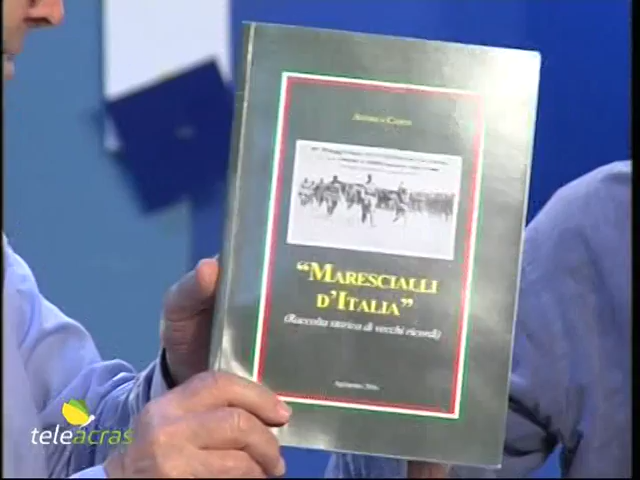 “MARESCIALLI
D’ITALIA”
(Raccolta storica di vecchi ricordi)
teleacras